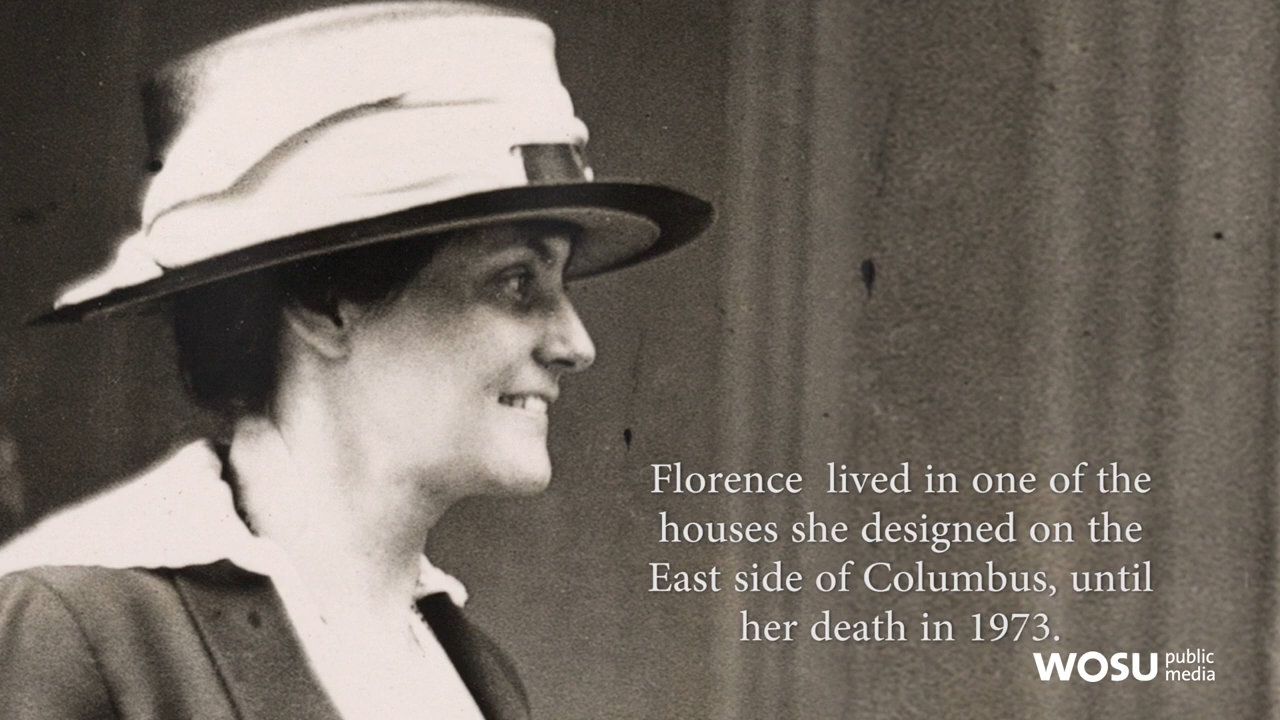 Florence  lived in one of the
houses she designed on the
East side of Columbus, until
her death in 1973.
WOSU public
media